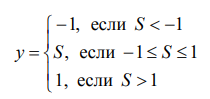 −1, если S < −1
y = { S, если −1 ≤ S ≤ 1
1, если S > 1